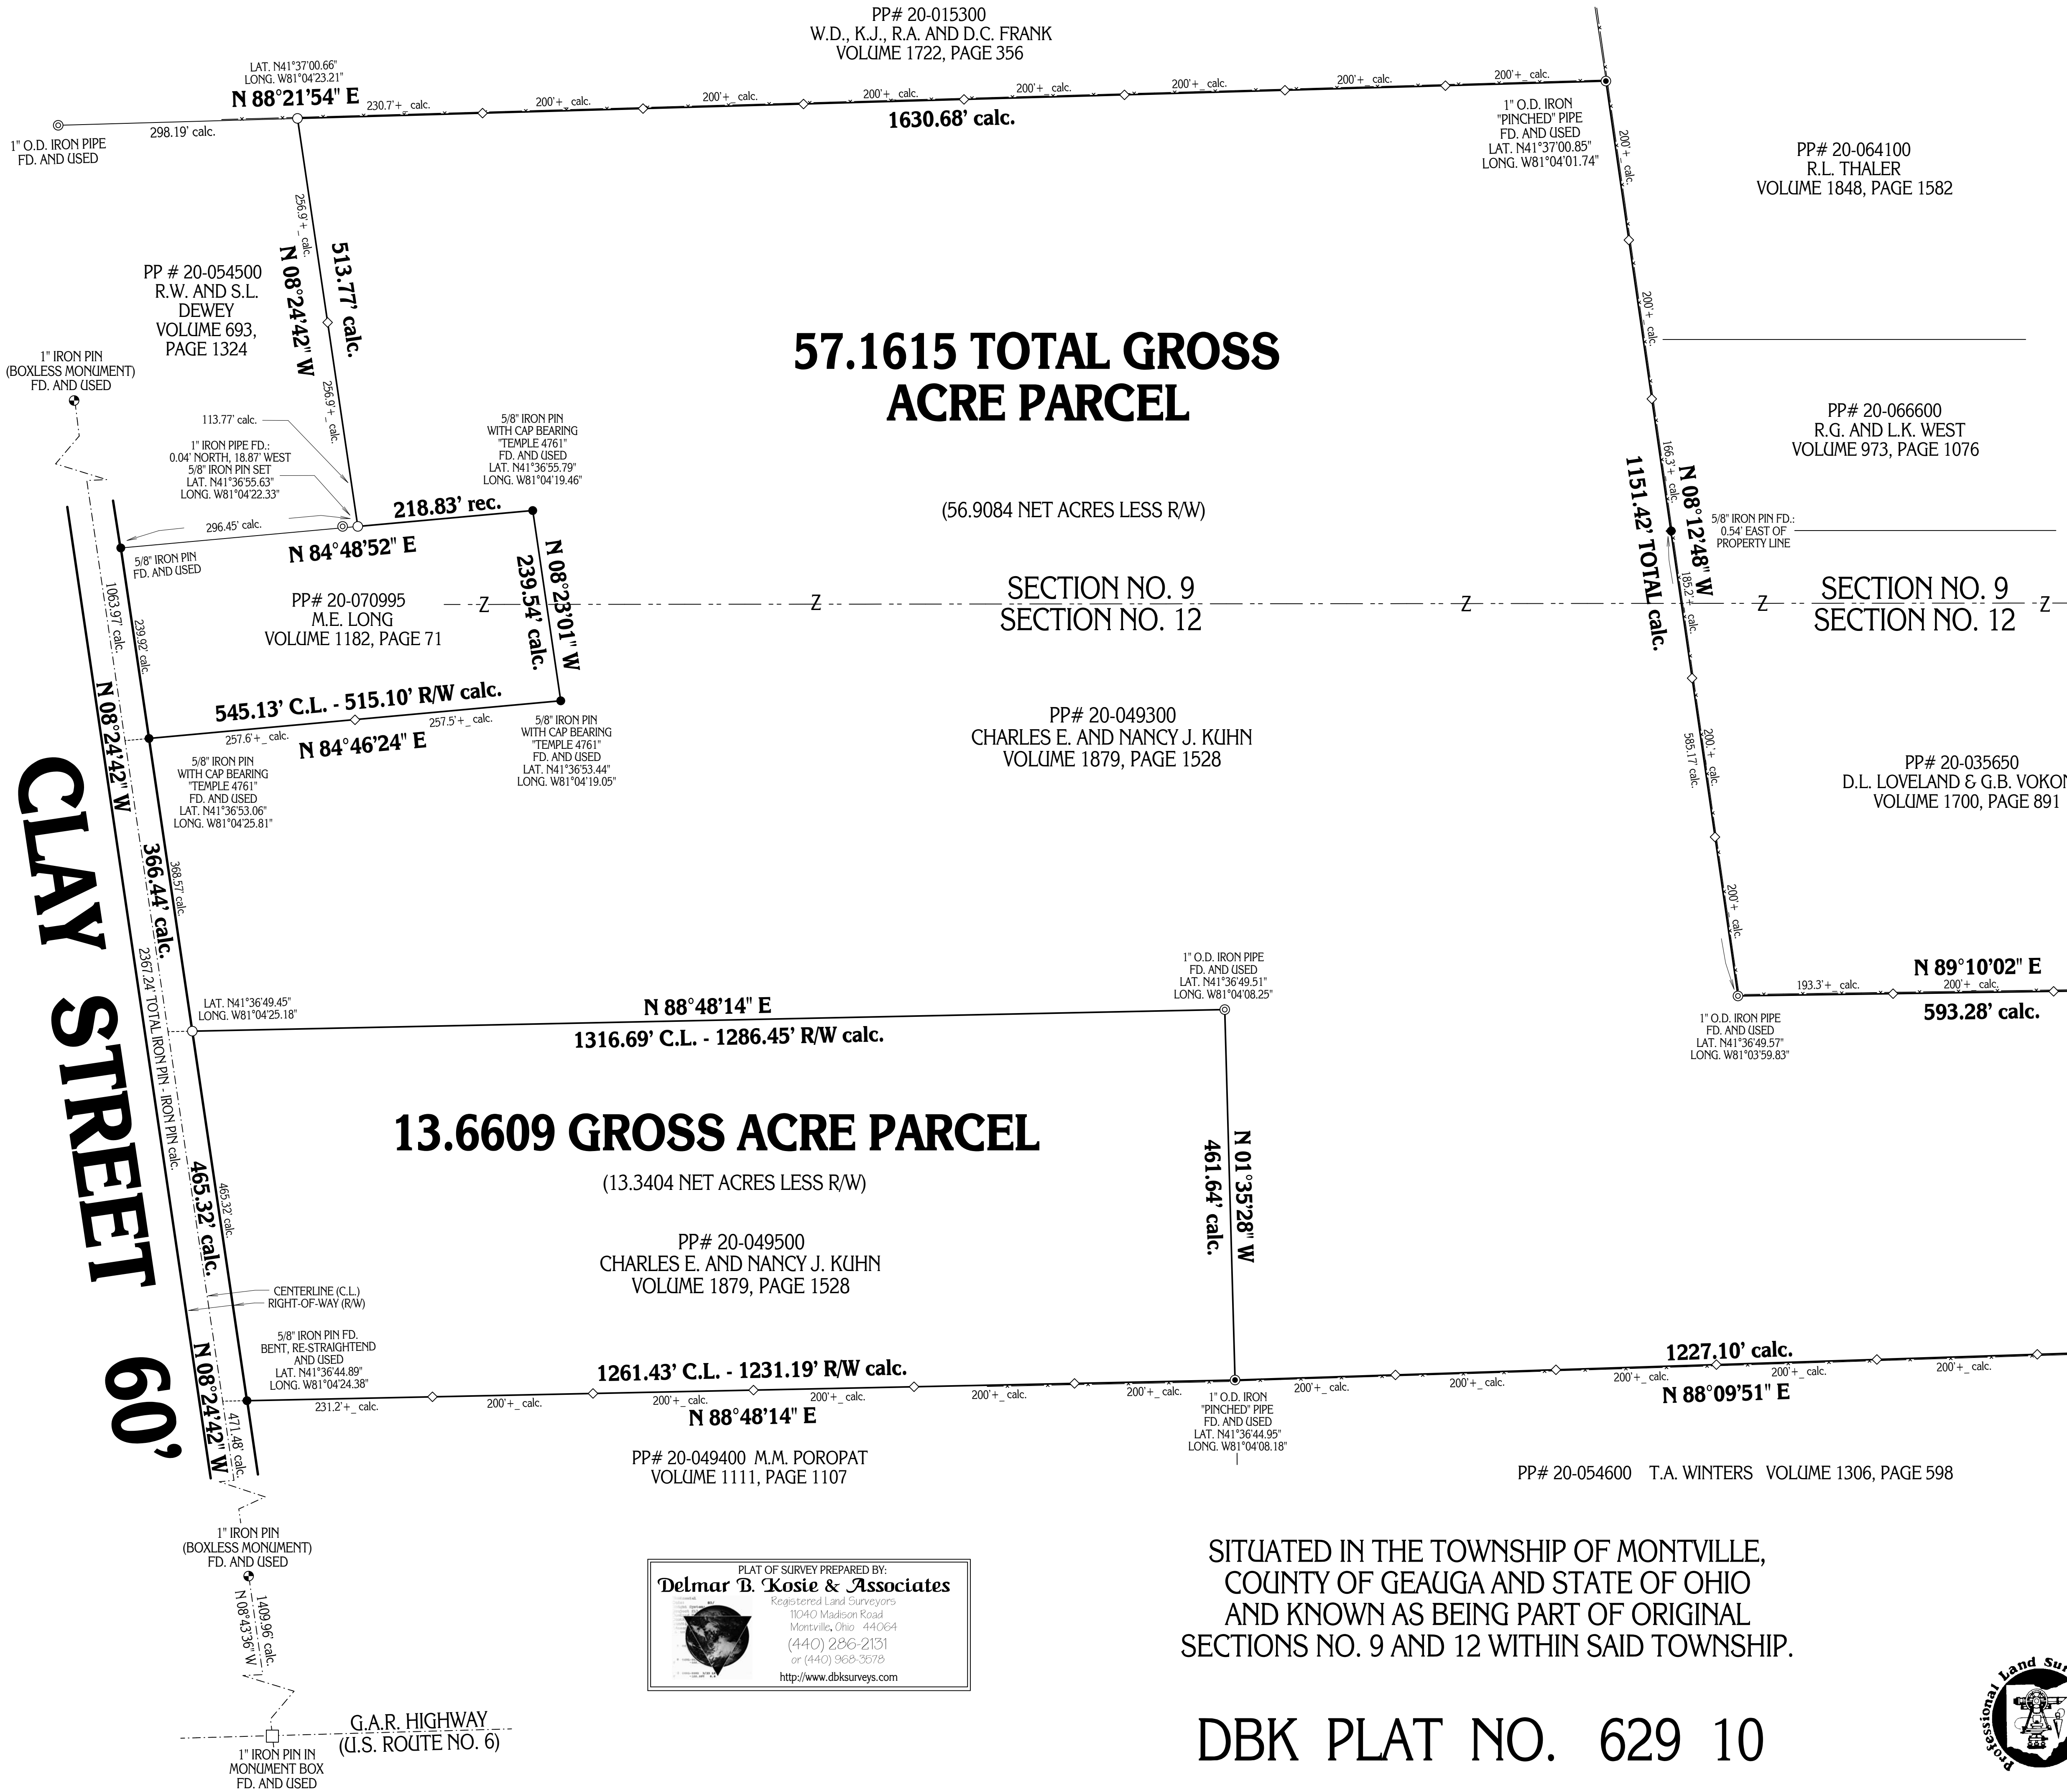 PP# 20-015300
W.D., K.J., R.A. AND D.C. FRANK
VOLUME 1722, PAGE 356
LAT. N41°37'00.66"
LONG. W81°04'23.21"
N 88°21'54" E
298.19' calc.
230.7'+_ calc.
200'+_ calc.
200'+_ calc.
200'+_ calc.
200'+_ calc.
200'+_ calc.
200'+_ calc.
200'+_ calc.
1630.68' calc.
1" O.D. IRON PIPE
FD. AND USED
1" O.D. IRON
"PINCHED" PIPE
FD. AND USED
LAT. N41°37'00.85"
LONG. W81°04'01.74"
200'+_ calc.
PP# 20-064100
R.L. THALER
VOLUME 1848, PAGE 1582
256.9'+_ calc.
N 08°24'42" W
513.77' calc.
256.9'+_ calc.
PP # 20-054500
R.W. AND S.L.
DEWEY
VOLUME 693,
PAGE 1324
1" IRON PIN
(BOXLESS MONUMENT)
FD. AND USED
113.77' calc.
1" IRON PIPE FD.:
0.04' NORTH, 18.87' WEST
5/8" IRON PIN SET
LAT. N41°36'55.63"
LONG. W81°04'22.33"
5/8" IRON PIN
WITH CAP BEARING
"TEMPLE 4761"
FD. AND USED
LAT. N41°36'55.79"
LONG. W81°04'19.46"
57.1615 TOTAL GROSS
ACRE PARCEL
(56.9084 NET ACRES LESS R/W)
200'+_ calc.
166.3'+_ calc.
PP# 20-066600
R.G. AND L.K. WEST
VOLUME 973, PAGE 1076
1151.42' TOTAL calc.
N 08°12'48" W
5/8" IRON PIN FD.:
0.54' EAST OF
PROPERTY LINE
185.2'+_ calc.
218.83' rec.
296.45' calc.
N 84°48'52" E
5/8" IRON PIN
FD. AND USED
N 08°23'01" W
239.54' calc.
1063.97' calc.
239.92' calc.
PP# 20-070995
M.E. LONG
VOLUME 1182, PAGE 71
Z
Z
Z
Z
Z
SECTION NO. 9
SECTION NO. 12
SECTION NO. 9
SECTION NO. 12
N 08°24'42" W
545.13' C.L. - 515.10' R/W calc.
257.6'+_ calc.
257.5'+_ calc.
N 84°46'24" E
5/8" IRON PIN
WITH CAP BEARING
"TEMPLE 4761"
FD. AND USED
LAT. N41°36'53.44"
LONG. W81°04'19.05"
5/8" IRON PIN
WITH CAP BEARING
"TEMPLE 4761"
FD. AND USED
LAT. N41°36'53.06"
LONG. W81°04'25.81"
PP# 20-049300
CHARLES E. AND NANCY J. KUHN
VOLUME 1879, PAGE 1528
200.'+_ calc.
585.17' calc.
PP# 20-035650
D.L. LOVELAND & G.B. VOKON
VOLUME 1700, PAGE 891
200'+_ calc.
CLAY STREET 60'
366.44' calc.
368.57' calc.
2367.24' TOTAL IRON PIN - IRON PIN calc.
LAT. N41°36'49.45"
LONG. W81°04'25.18"
N 88°48'14" E
1316.69' C.L. - 1286.45' R/W calc.
1" O.D. IRON PIPE
FD. AND USED
LAT. N41°36'49.51"
LONG. W81°04'08.25"
N 89°10'02" E
193.3'+_ calc.
200'+_ calc.
593.28' calc.
1" O.D. IRON PIPE
FD. AND USED
LAT. N41°36'49.57"
LONG. W81°03'59.83"
13.6609 GROSS ACRE PARCEL
(13.3404 NET ACRES LESS R/W)
PP# 20-049500
CHARLES E. AND NANCY J. KUHN
VOLUME 1879, PAGE 1528
N 01°35'28" W
461.64' calc.
465.32' calc.
465.32' calc.
CENTERLINE (C.L.)
RIGHT-OF-WAY (R/W)
5/8" IRON PIN FD.
BENT, RE-STRAIGHTEND
AND USED
LAT. N41°36'44.89"
LONG. W81°04'24.38"
N 08°24'42" W
471.48' calc.
1261.43' C.L. - 1231.19' R/W calc.
231.2'+_ calc.
200'+_ calc.
200'+_ calc.
200'+_ calc.
200'+_ calc.
200'+_ calc.
N 88°48'14" E
1" O.D. IRON
"PINCHED" PIPE
FD. AND USED
LAT. N41°36'44.95"
LONG. W81°04'08.18"
1227.10' calc.
200'+_ calc.
200'+_ calc.
200'+_ calc.
200'+_ calc.
200'+_ calc.
N 88°09'51" E
PP# 20-049400 M.M. POROPAT
VOLUME 1111, PAGE 1107
PP# 20-054600 T.A. WINTERS VOLUME 1306, PAGE 598
1" IRON PIN
(BOXLESS MONUMENT)
FD. AND USED
1409.96' calc.
N 08°43'36" W
G.A.R. HIGHWAY
(U.S. ROUTE NO. 6)
1" IRON PIN IN
MONUMENT BOX
FD. AND USED
PLAT OF SURVEY PREPARED BY:
Delmar B. Kosie & Associates
Registered Land Surveyors
11040 Madison Road
Montville, Ohio 44064
(440) 286-2131
or (440) 968-3578
http://www.dbksurveys.com
SITUATED IN THE TOWNSHIP OF MONTVILLE,
COUNTY OF GEAUGA AND STATE OF OHIO
AND KNOWN AS BEING PART OF ORIGINAL
SECTIONS NO. 9 AND 12 WITHIN SAID TOWNSHIP.
DBK PLAT NO. 629 10
Professional Land Sur